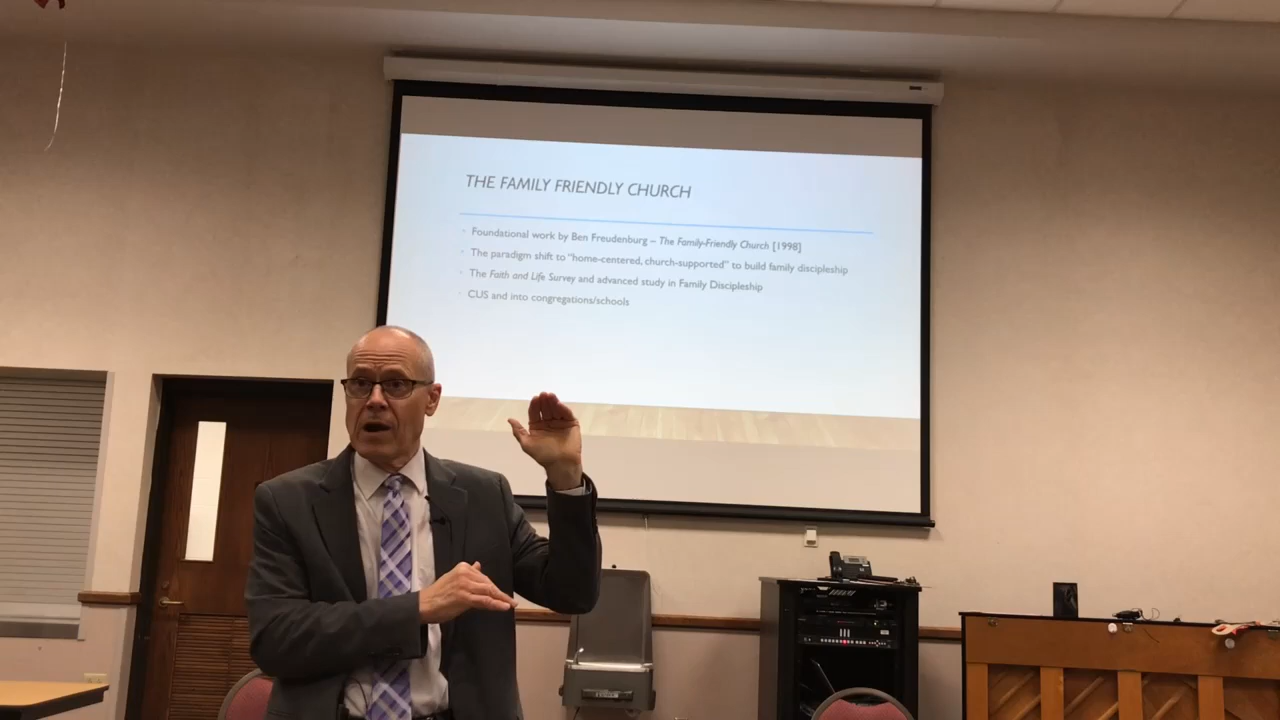 THE FAMILY FRIENDLY CHURCH
Foundational work by Ben Freudenburg – The Family-Friendly Church [1998]
The paradigm shift to “home-centered, church-supported” to build family discipleship
The Faith and Life Survey and advanced study in Family Discipleship
CUS and into congregations/schools